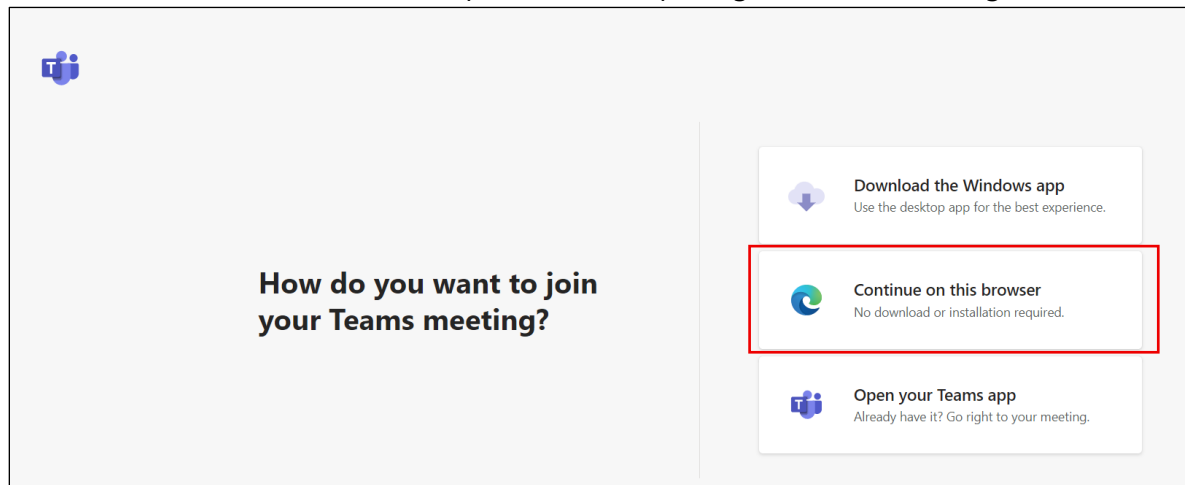 How do you want to join
your Teams meeting?
Download the Windows app
Use the desktop app for the best experience.
Continue on this browser
No download or installation required.
Open your Teams app
Already have it? Go right to your meeting.